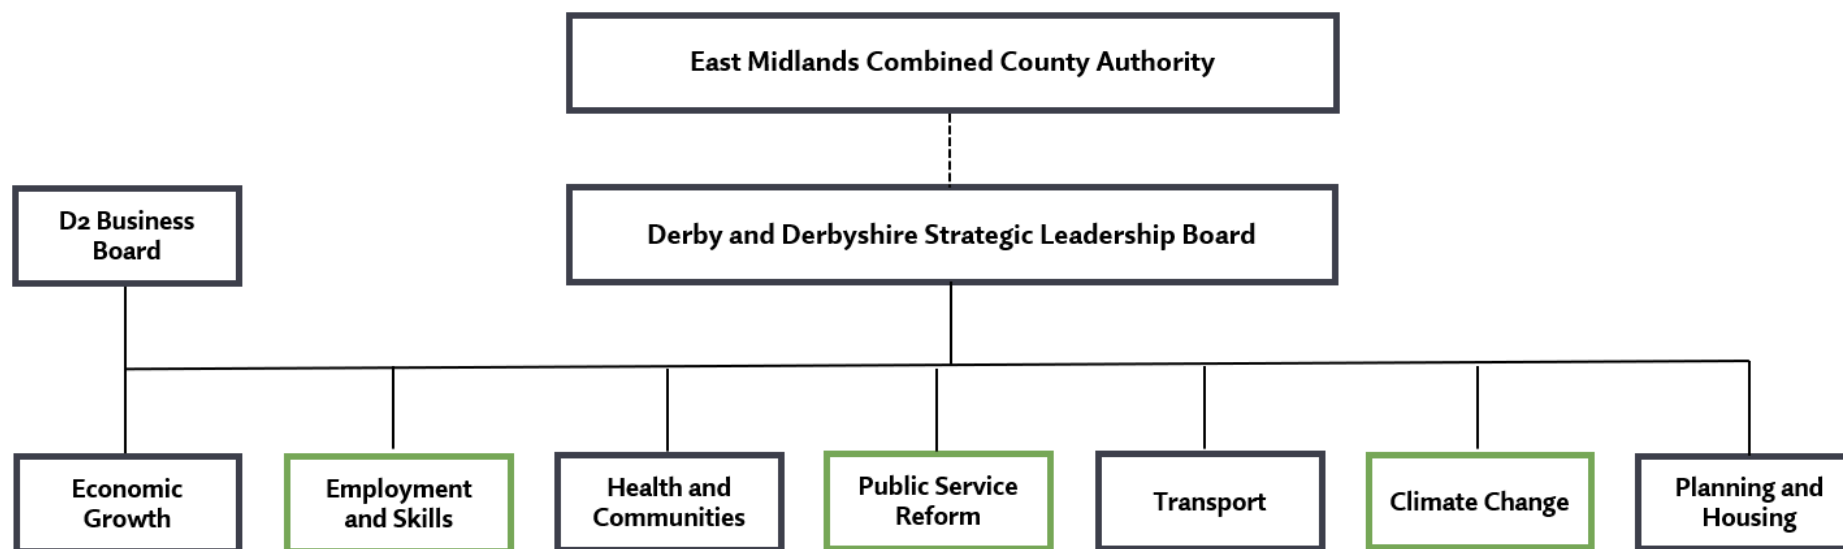 East Midlands Combined County Authority
D2 Business
Board
Derby and Derbyshire Strategic Leadership Board
Economic
Growth
Employment
and Skills
Health and
Communities
Public Service
Reform
Transport
Climate Change
Planning and
Housing